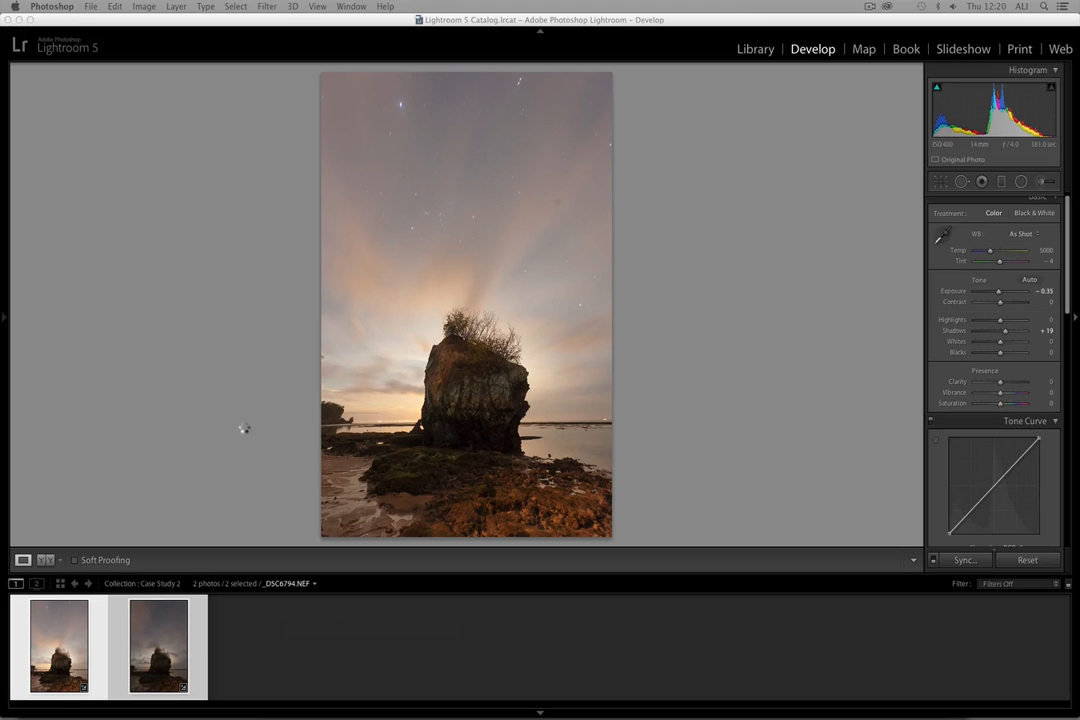 Photoshop File Edit Image Layer Type Select Filter 3D View Window Help Thu 12:20 ALI
Lightroom 5 Catalog.lrcat – Adobe Photoshop Lightroom – Develop
Lr Adobe Photoshop
Lightroom 5
Library | Develop | Map | Book | Slideshow | Print | Web
Histogram
ISO 400 14 mm ƒ / 4.0 181.0 sec
Original Photo
Basic
Treatment : Color Black & White
WB : As Shot
Temp 5000
Tint – 4
Tone Auto
Exposure – 0.35
Contrast 0
Highlights 0
Shadows + 19
Whites 0
Blacks 0
Presence
Clarity 0
Vibrance 0
Saturation 0
Tone Curve
Soft Proofing
Sync... Reset
1 2 Collection : Case Study 2 2 photos / 2 selected / _DSC6794.NEF Filter : Filters Off